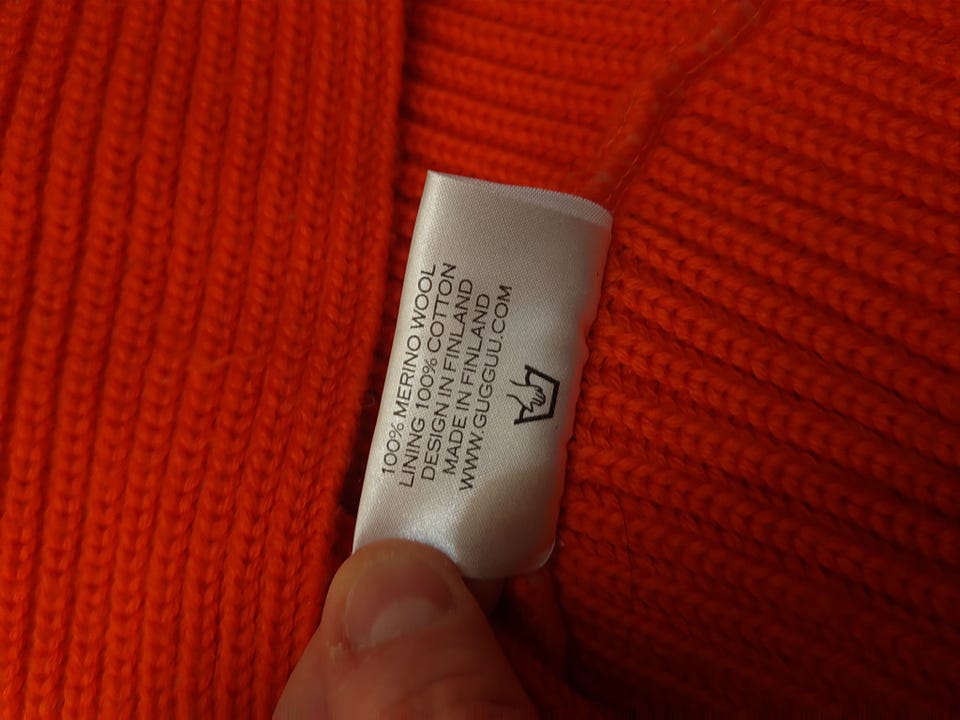 100% MERINO WOOL
LINING 100% COTTON
DESIGN IN FINLAND
MADE IN FINLAND
WWW.GUGGUU.COM